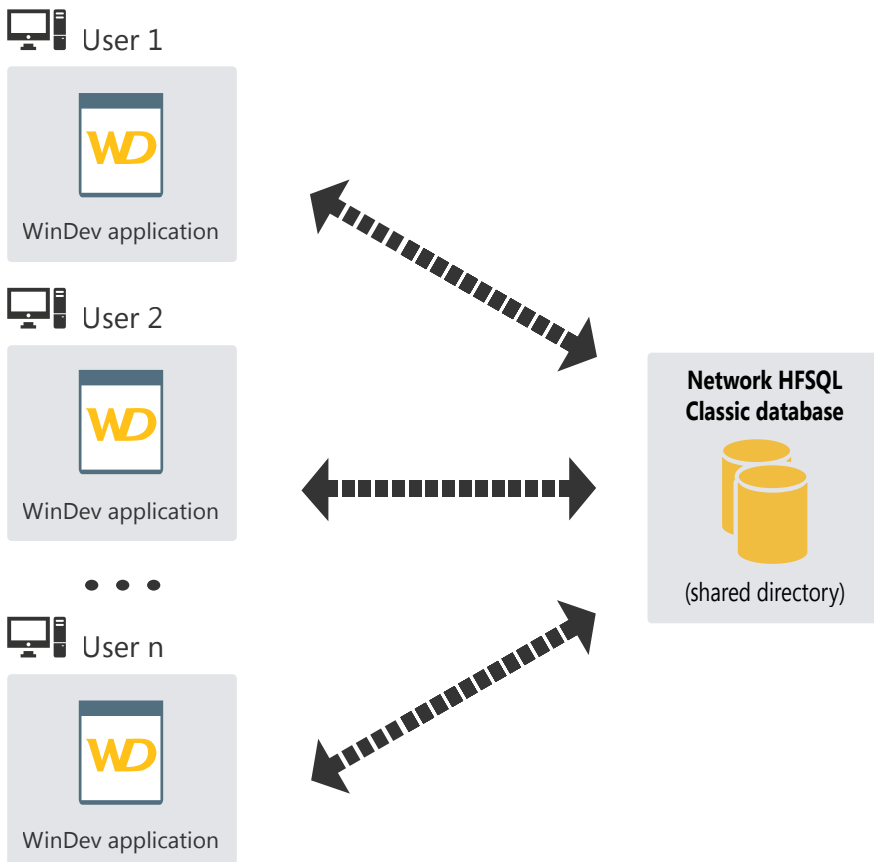 User 1
WD
WinDev application
User 2
WD
WinDev application
• • •
User n
WD
WinDev application
Network HFSQL
Classic database
(shared directory)